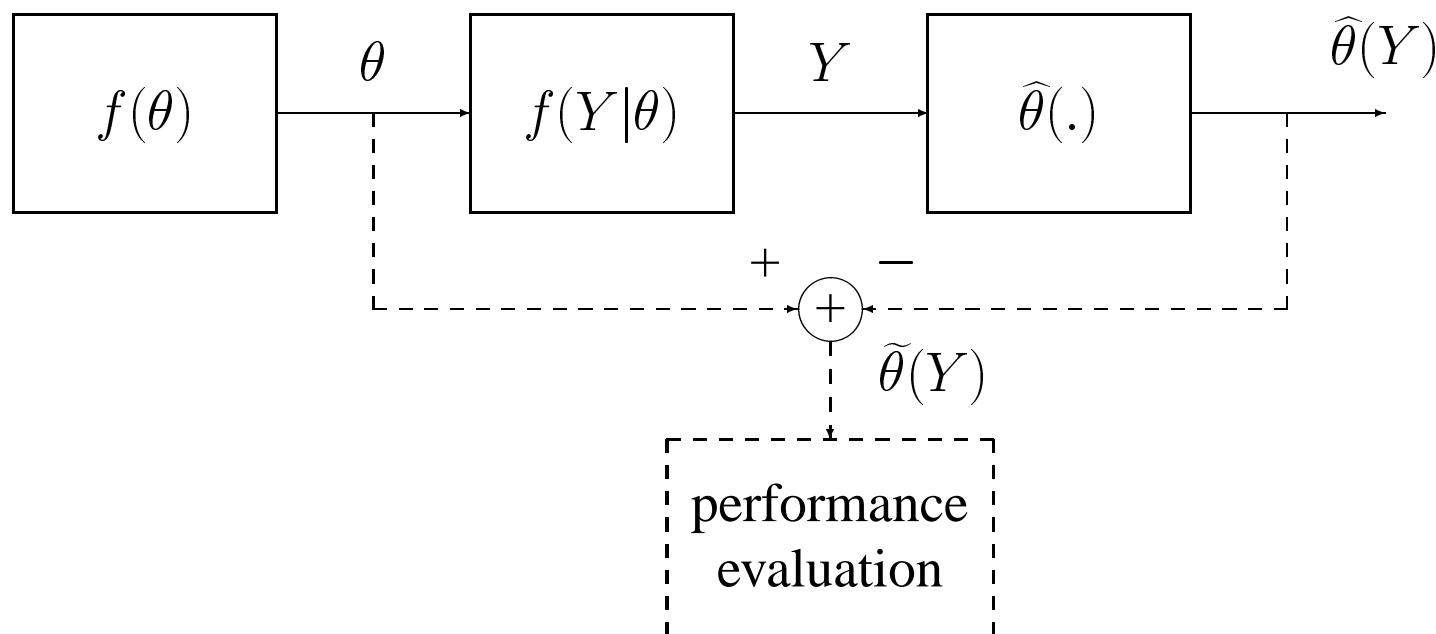 θ
Y
θ̂(Y)
f(θ)
f(Y|θ)
θ̂(.)
+
−
+
θ̃(Y)
performance
evaluation